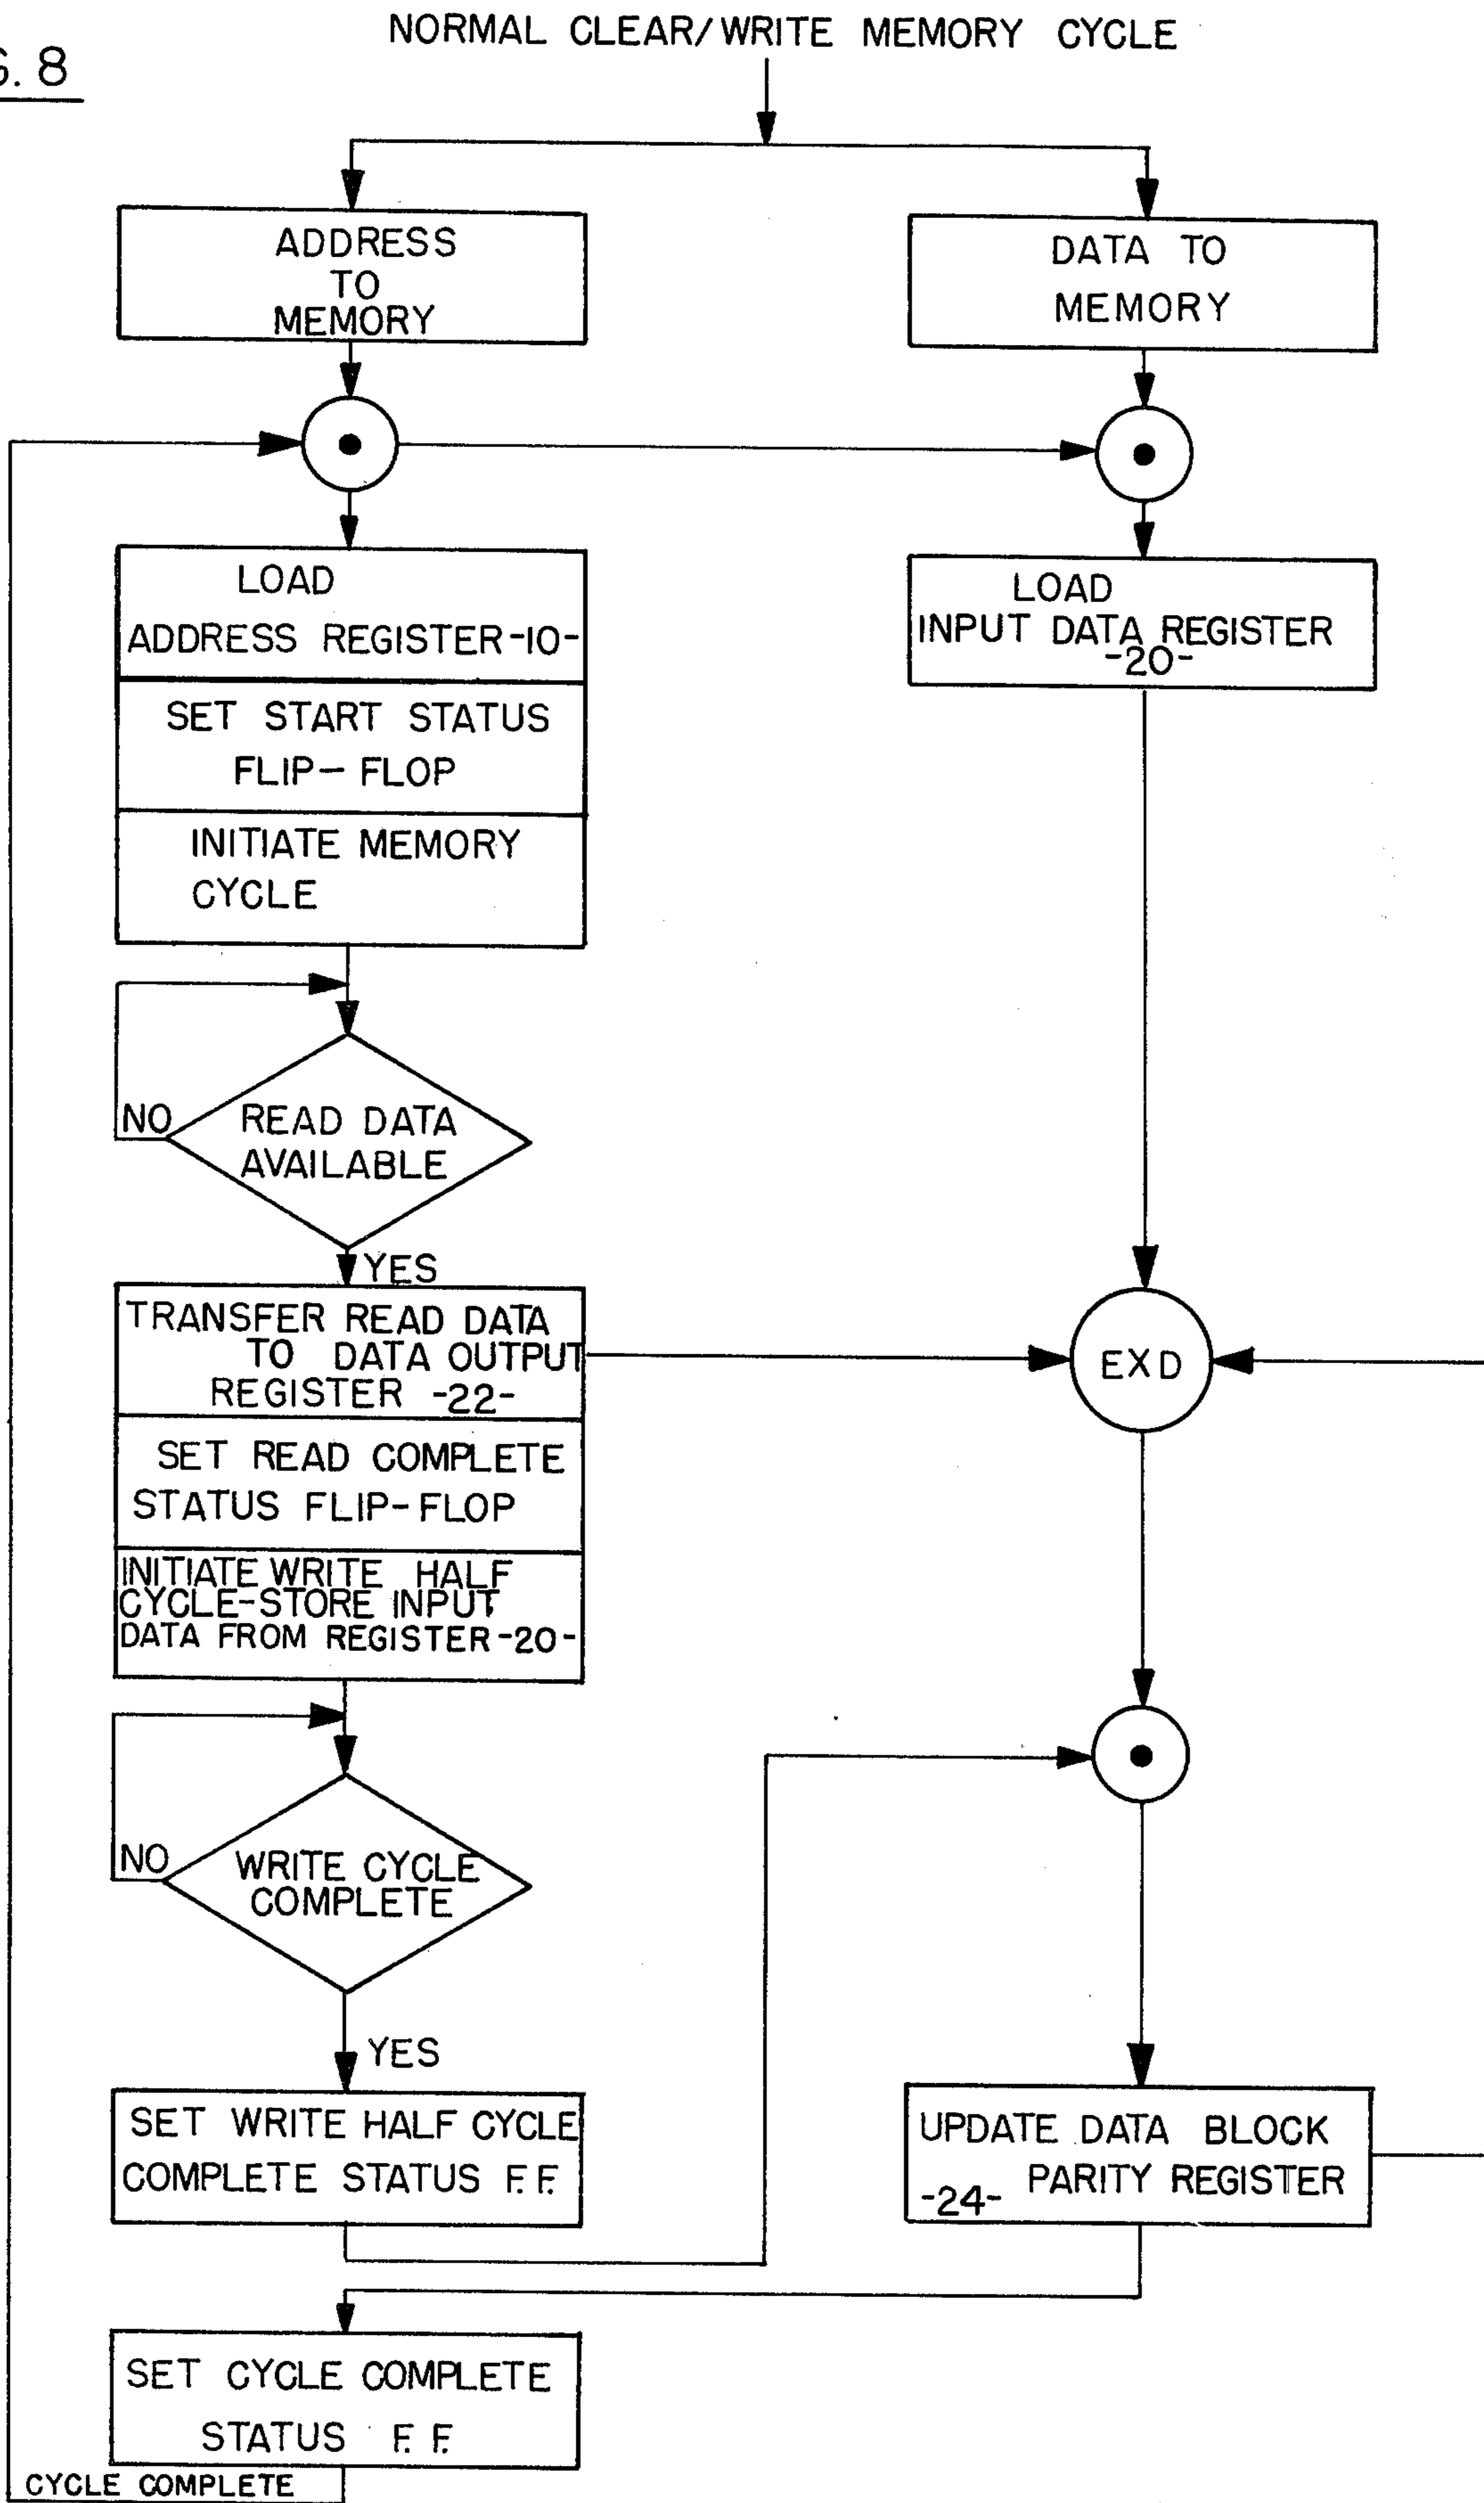 G. 8
NORMAL CLEAR/WRITE MEMORY CYCLE
ADDRESS
TO
MEMORY
DATA TO
MEMORY
LOAD
ADDRESS REGISTER-10-
SET START STATUS
FLIP-FLOP
INITIATE MEMORY
CYCLE
LOAD
INPUT DATA REGISTER
-20-
NO
READ DATA
AVAILABLE
YES
TRANSFER READ DATA
TO DATA OUTPUT
REGISTER -22-
SET READ COMPLETE
STATUS FLIP-FLOP
INITIATE WRITE HALF
CYCLE-STORE INPUT
DATA FROM REGISTER-20-
EXD
NO
WRITE CYCLE
COMPLETE
YES
SET WRITE HALF CYCLE
COMPLETE STATUS F.F.
UPDATE DATA BLOCK
PARITY REGISTER
-24-
SET CYCLE COMPLETE
STATUS F.F.
CYCLE COMPLETE